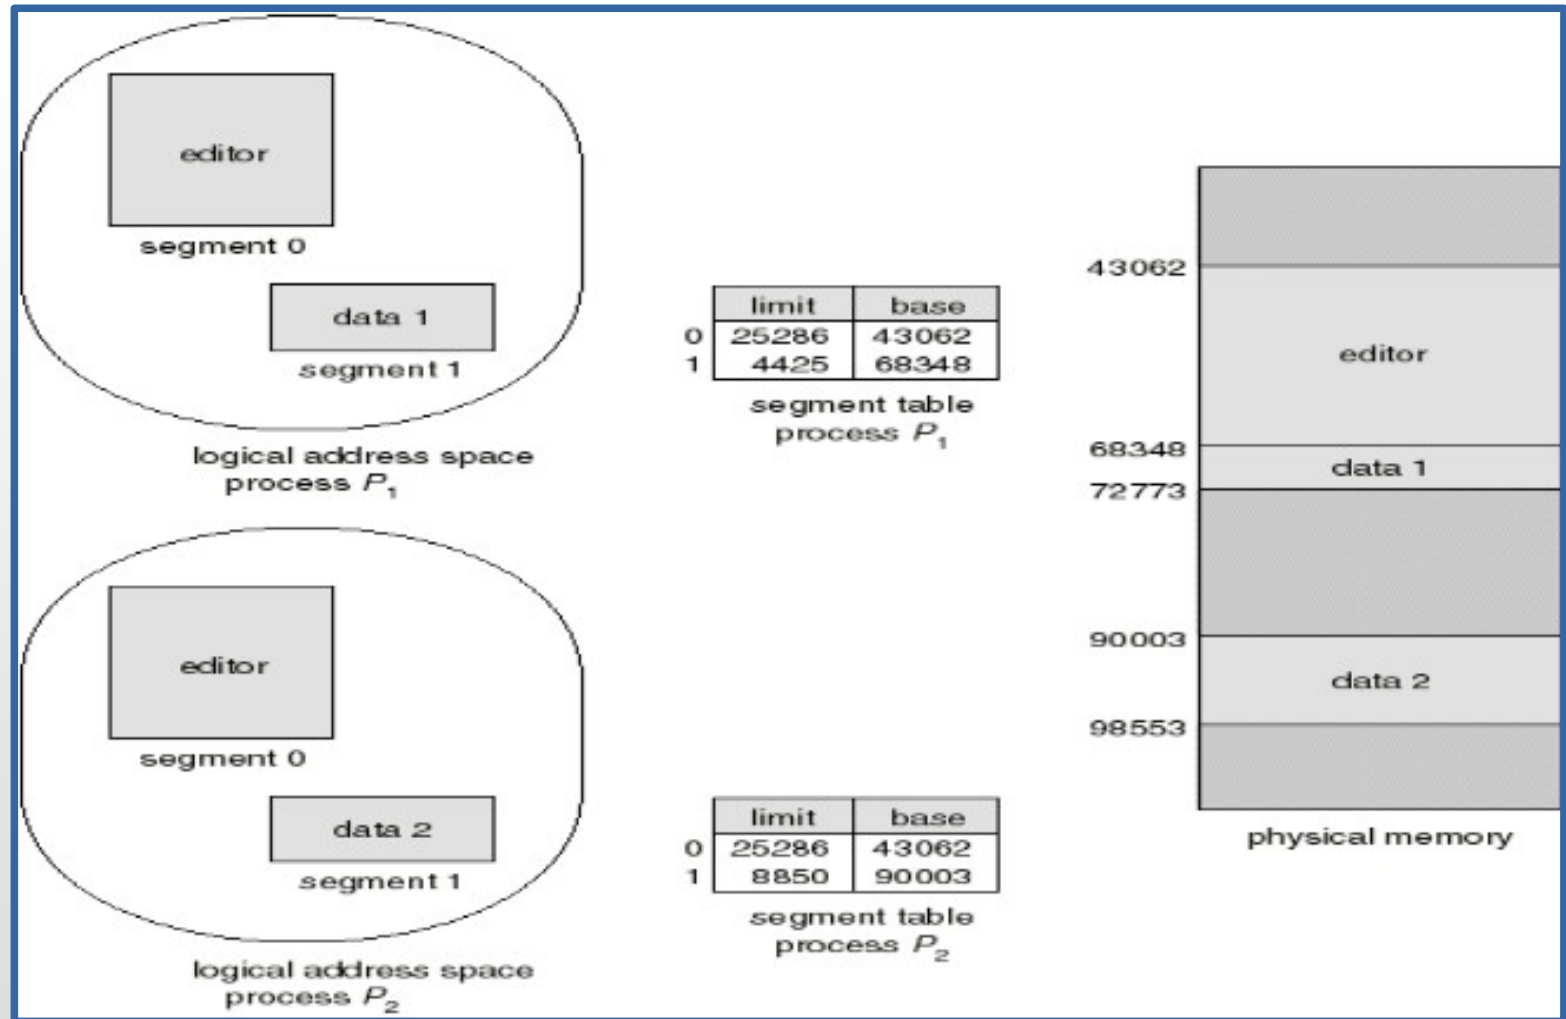 editor
segment 0
data 1
segment 1
logical address space
process P1
limit base
0 25286 43062
1 4425 68348
segment table
process P1
editor
segment 0
data 2
segment 1
logical address space
process P2
limit base
0 25286 43062
1 8850 90003
segment table
process P2
43062
editor
68348
data 1
72773
90003
data 2
98553
physical memory